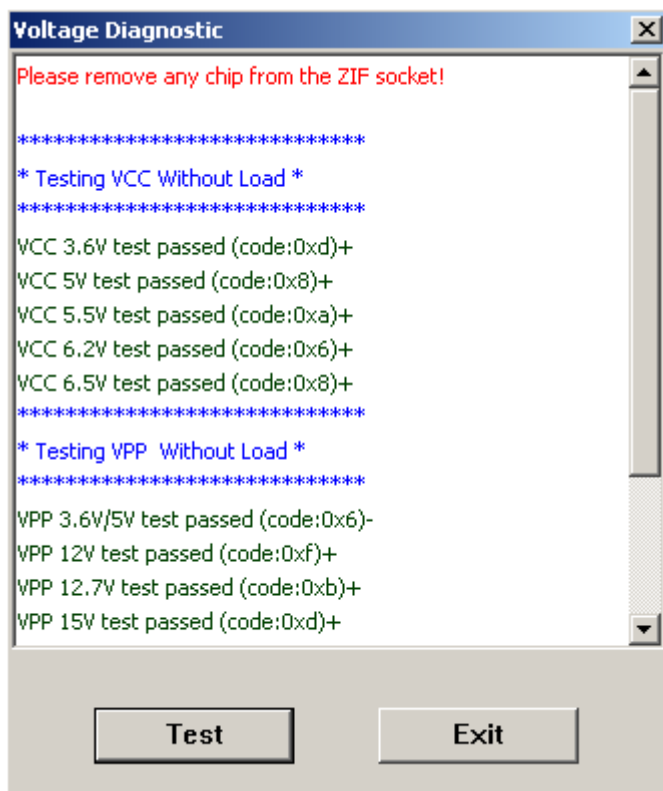 Voltage Diagnostic
Please remove any chip from the ZIF socket!
*****************************
* Testing VCC Without Load *
*****************************
VCC 3.6V test passed (code:0xd)+
VCC 5V test passed (code:0x8)+
VCC 5.5V test passed (code:0xa)+
VCC 6.2V test passed (code:0x6)+
VCC 6.5V test passed (code:0x8)+
*****************************
* Testing VPP  Without Load *
*****************************
VPP 3.6V/5V test passed (code:0x6)-
VPP 12V test passed (code:0xf)+
VPP 12.7V test passed (code:0xb)+
VPP 15V test passed (code:0xd)+
Test Exit